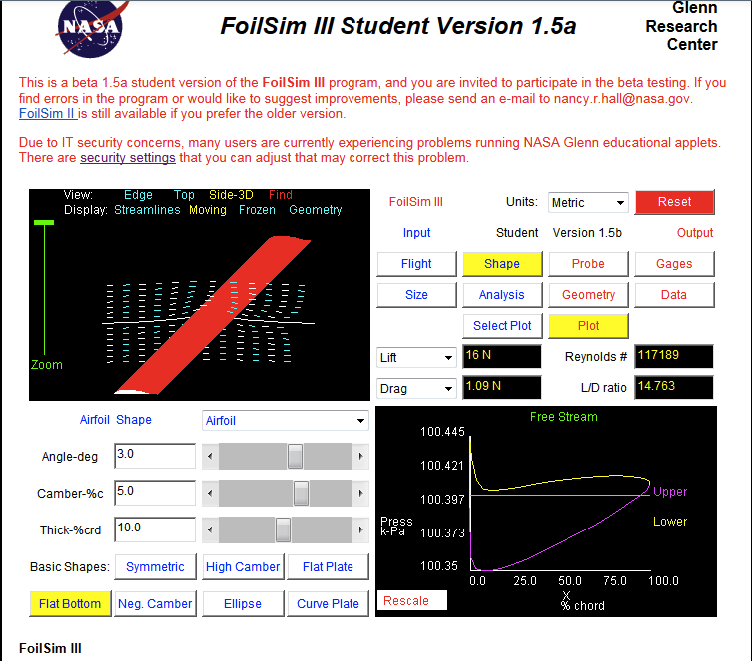 NASA
FoilSim III Student Version 1.5a
Glenn
Research
Center
This is a beta 1.5a student version of the FoilSim III program, and you are invited to participate in the beta testing. If you
find errors in the program or would like to suggest improvements, please send an e-mail to nancy.r.hall@nasa.gov.
FoilSim II is still available if you prefer the older version.
Due to IT security concerns, many users are currently experiencing problems running NASA Glenn educational applets.
There are security settings that you can adjust that may correct this problem.
View: Edge Top Side-3D Find
Display: Streamlines Moving Frozen Geometry
Zoom
FoilSim III Units: Metric Reset
Input Student Version 1.5b Output
Flight Shape Probe Gages
Size Analysis Geometry Data
Select Plot Plot
Lift 16 N Reynolds # 117189
Drag 1.09 N L/D ratio 14.763
Airfoil Shape Airfoil
Angle-deg 3.0
Camber-%c 5.0
Thick-%crd 10.0
Basic Shapes: Symmetric High Camber Flat Plate
Flat Bottom Neg. Camber Ellipse Curve Plate
Free Stream
100.445
100.421
100.397
100.373
100.35
Press
k-Pa
Upper
Lower
0.0 25.0 50.0 75.0 100.0
X
% chord
Rescale
FoilSim III